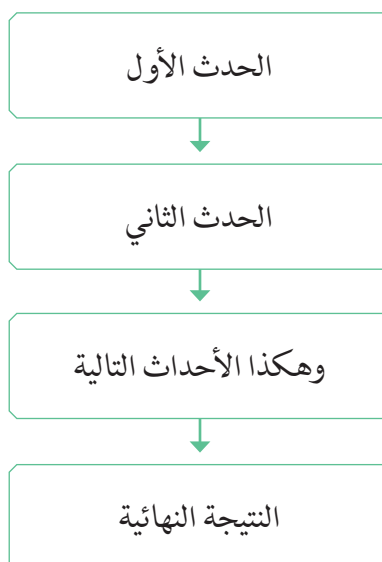 الحدث الأول
الحدث الثاني
وهكذا الأحداث التالية
النتيجة النهائية